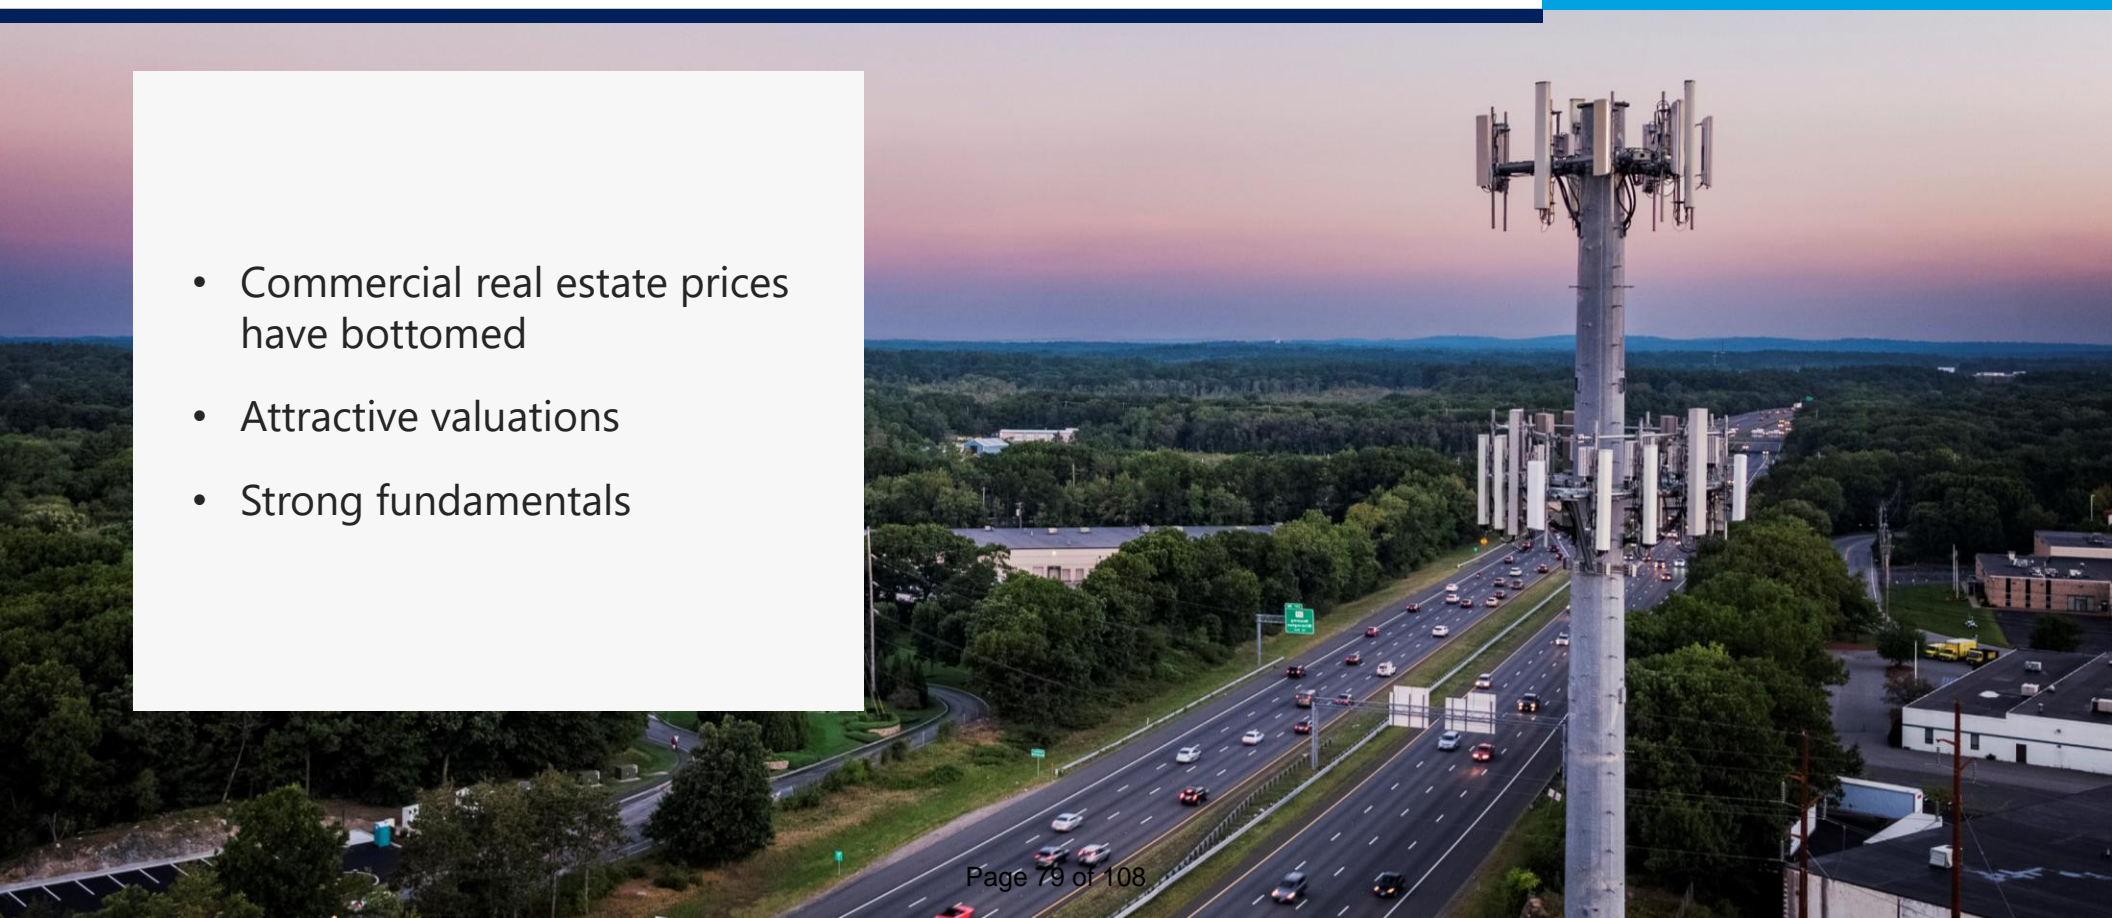 • Commercial real estate prices
have bottomed
• Attractive valuations
• Strong fundamentals
Page 79 of 108